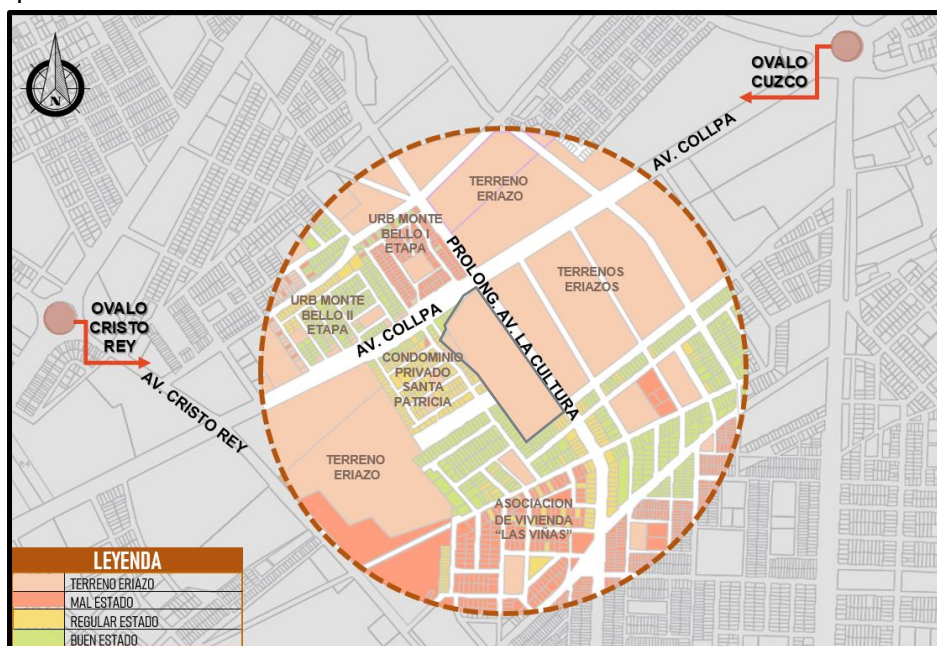 N
OVALO
CUZCO
AV. COLLPA
TERRENO
ERIAZO
URB MONTE
BELLO I
ETAPA
PROLONG. AV. LA CULTURA
TERRENOS
ERIAZOS
OVALO
CRISTO
REY
URB MONTE
BELLO II
ETAPA
AV. COLLPA
CONDOMINIO
PRIVADO
SANTA
PATRICIA
AV. CRISTO REY
TERRENO
ERIAZO
ASOCIACION
DE VIVIENDA
“LAS VIÑAS”
LEYENDA
TERRENO ERIAZO
MAL ESTADO
REGULAR ESTADO
BUEN ESTADO